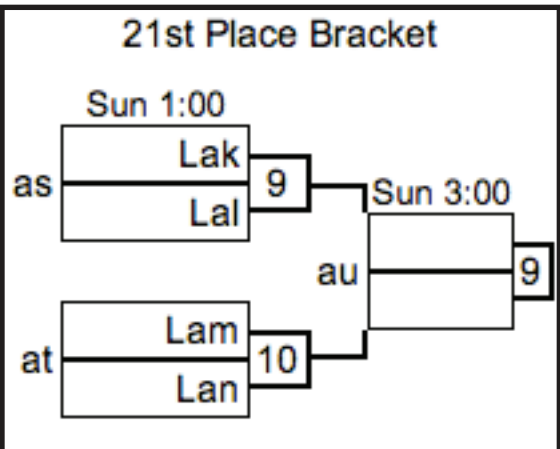 21st Place Bracket
Sun 1:00
Lak
as
9
Lal
Sun 3:00
au
9
Lam
at
10
Lan